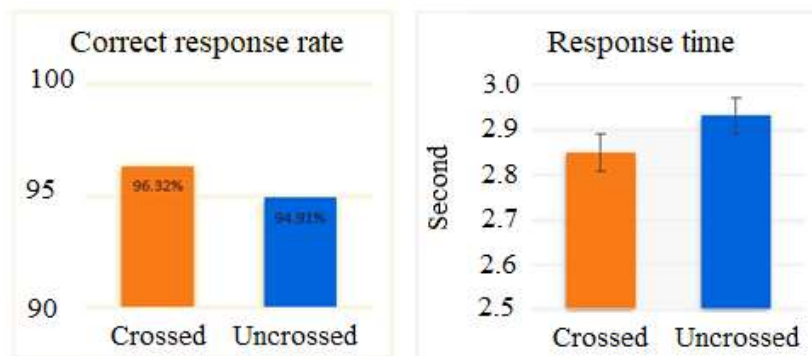 Correct response rate
100
95
90
96.32%
94.91%
Crossed Uncrossed
Response time
Second
3.0
2.9
2.8
2.7
2.6
2.5
Crossed Uncrossed